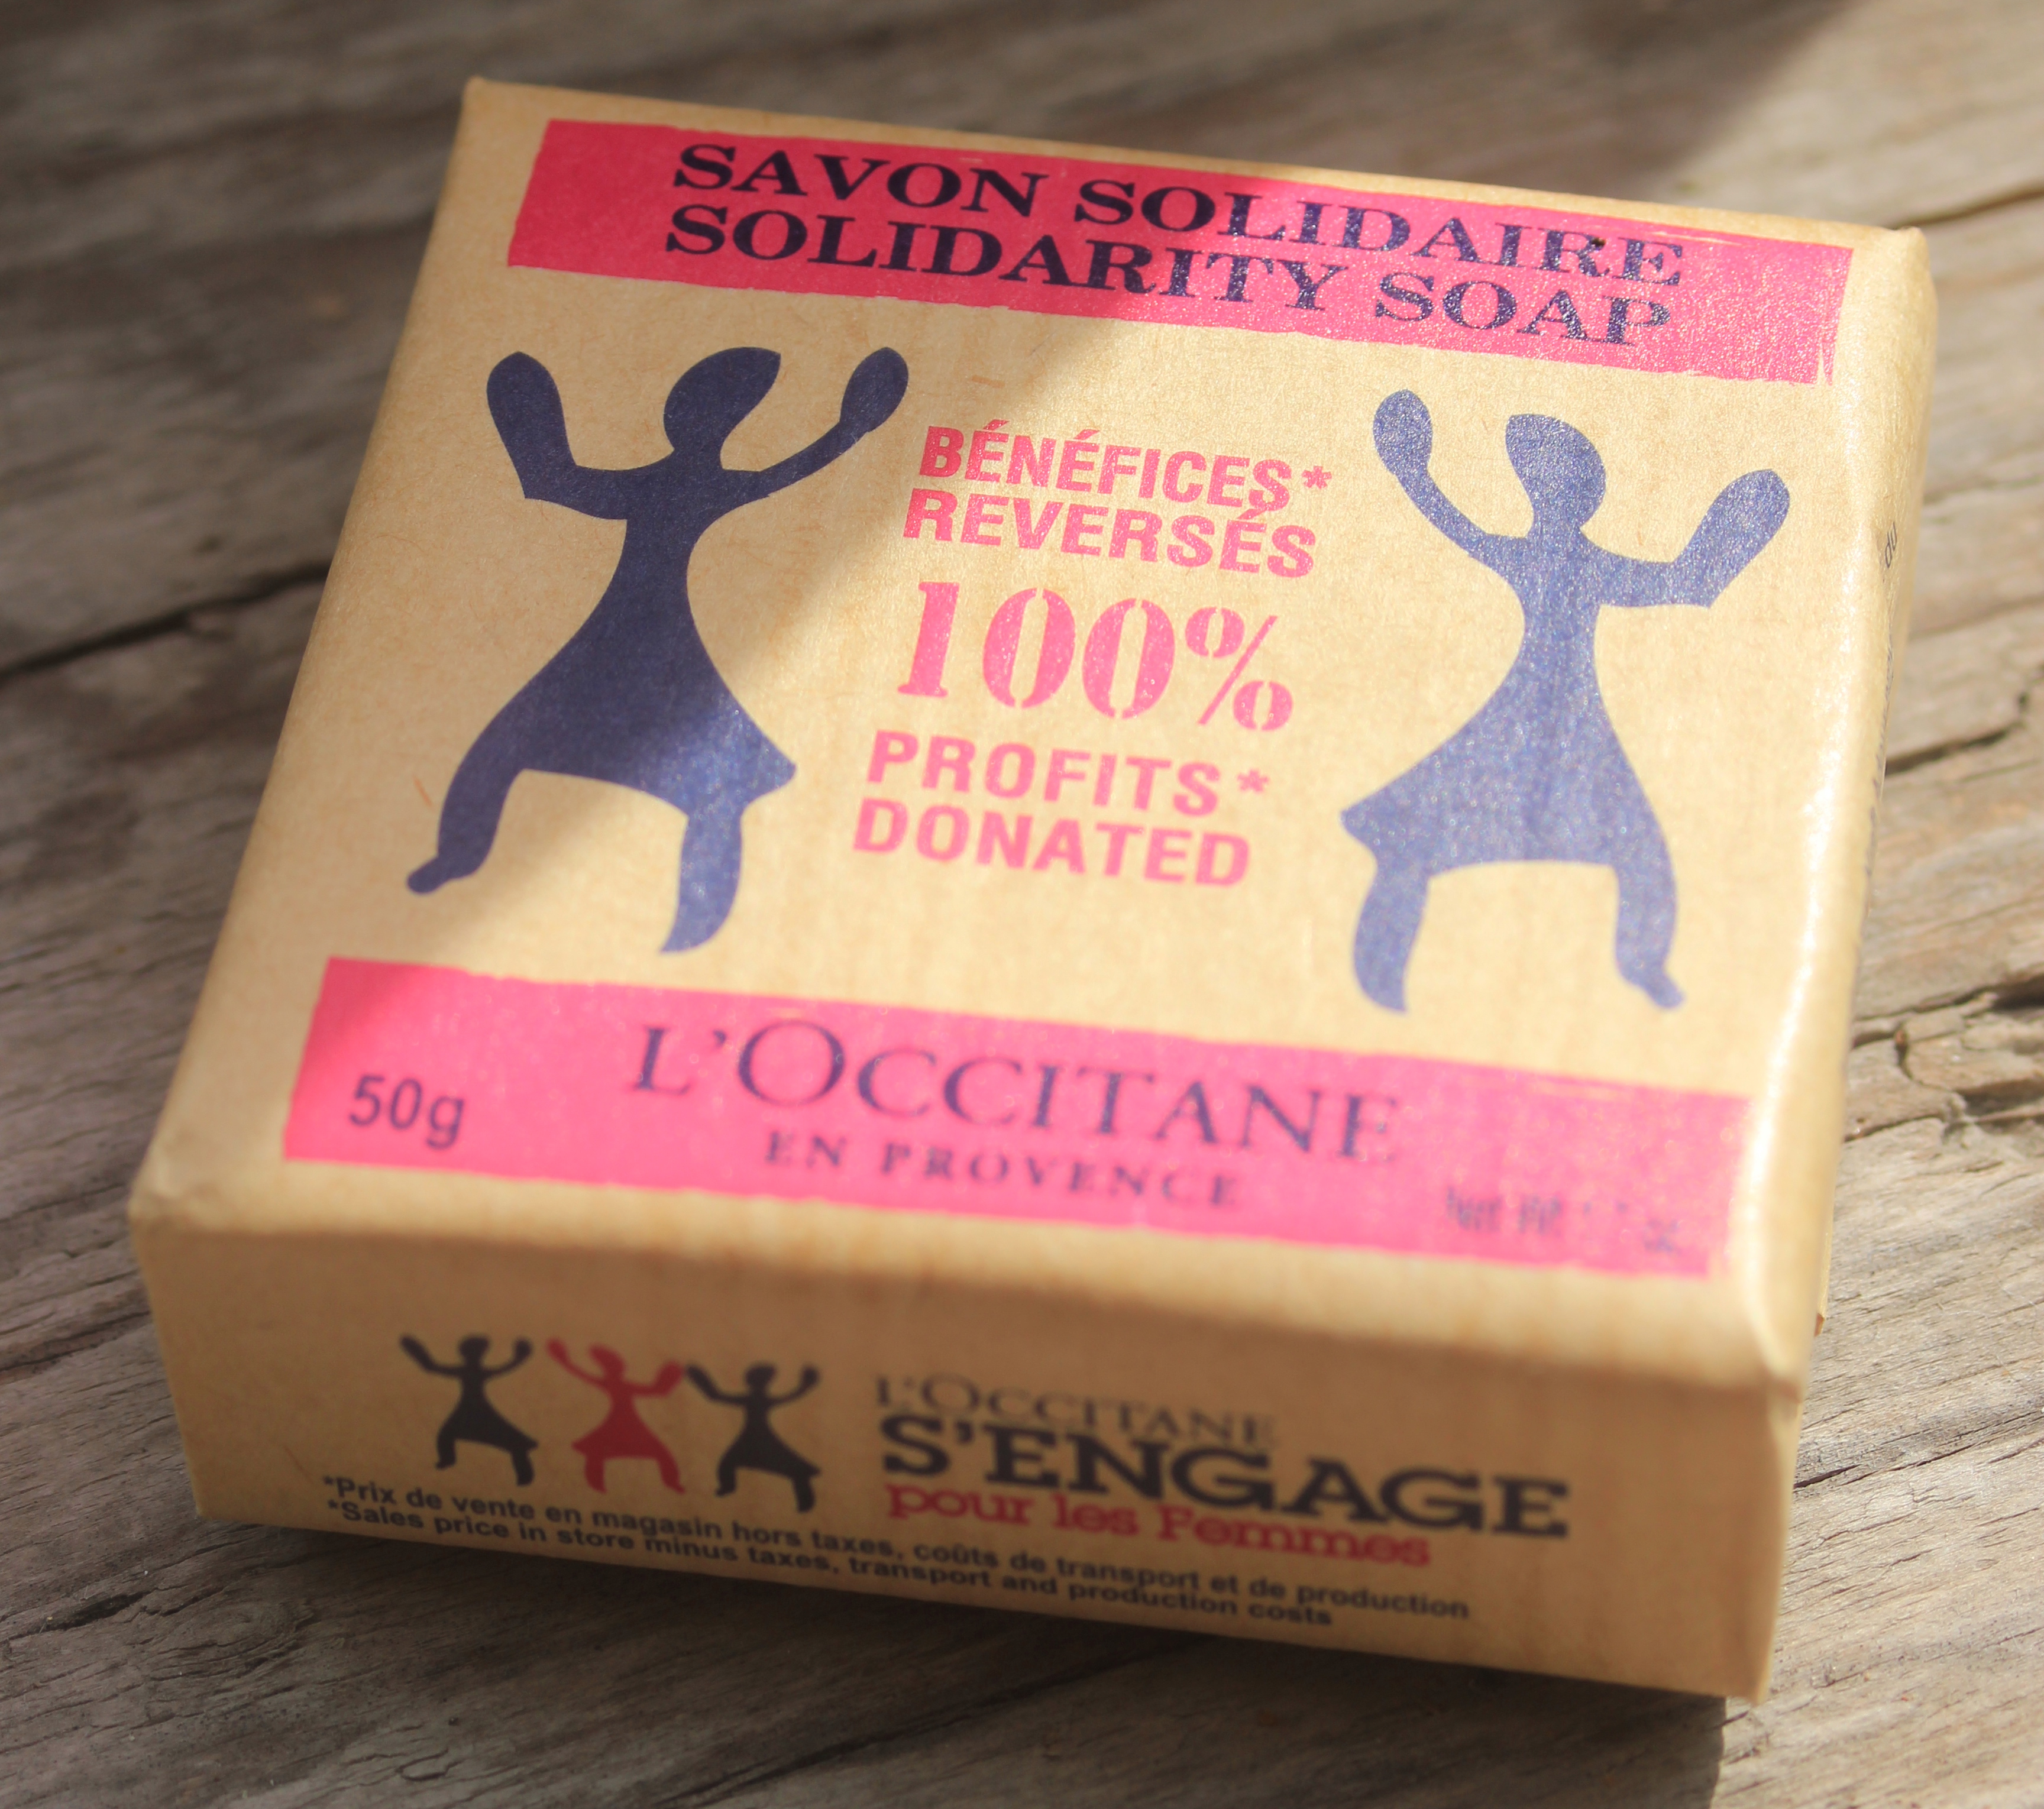 SAVON SOLIDAIRE
SOLIDARITY SOAP
BÉNÉFICES*
REVERSÉS
100%
PROFITS*
DONATED
L'OCCITANE
EN PROVENCE
50g
L'OCCITANE
S'ENGAGE
pour les Femmes
*Prix de vente en magasin hors taxes, coûts de transport et de production
*Sales price in store minus taxes, transport and production costs